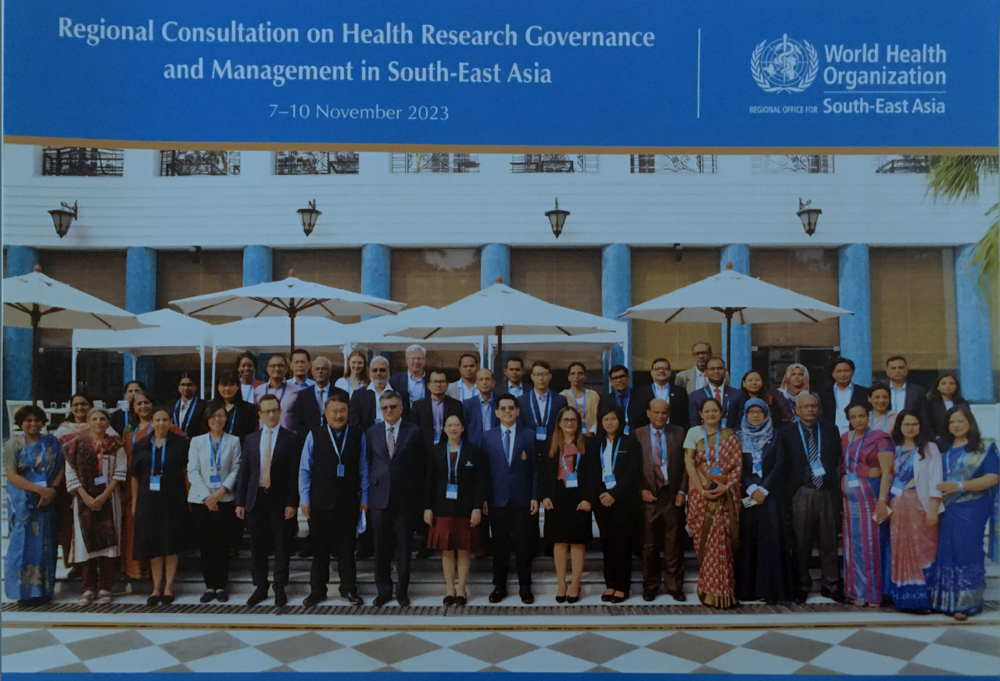 Regional Consultation on Health Research Governance
and Management in South-East Asia
7–10 November 2023
World Health
Organization
REGIONAL OFFICE FOR South-East Asia